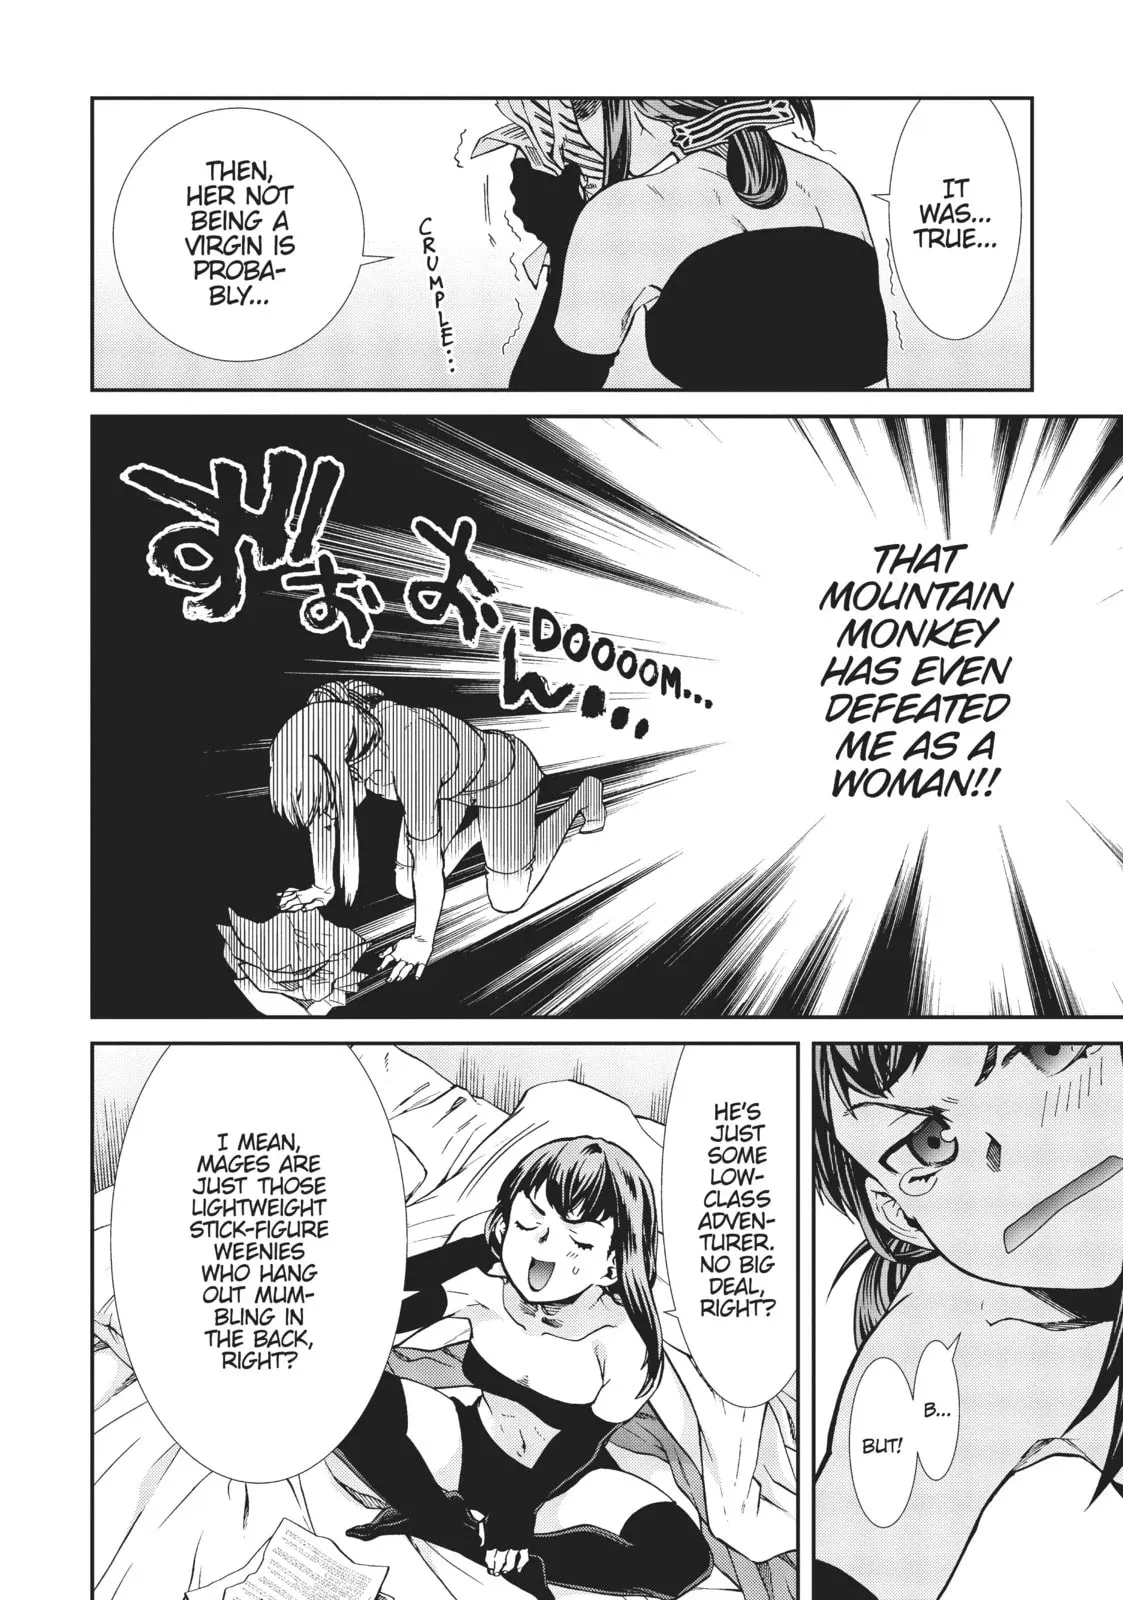 IT
WAS...
TRUE...
CRUMPLE...
THEN,
HER NOT
BEING A
VIRGIN IS
PROBA-
BLY...
THAT
MOUNTAIN
MONKEY
HAS EVEN
DEFEATED
ME AS A
WOMAN!!
ずぉぉん...
DOOOOM...
B...
BUT!
HE'S
JUST
SOME
LOW-
CLASS
ADVEN-
TURER.
NO BIG
DEAL,
RIGHT?
I MEAN,
MAGES ARE
JUST THOSE
LIGHTWEIGHT
STICK-FIGURE
WEENIES
WHO HANG
OUT MUM-
BLING IN
THE BACK,
RIGHT?